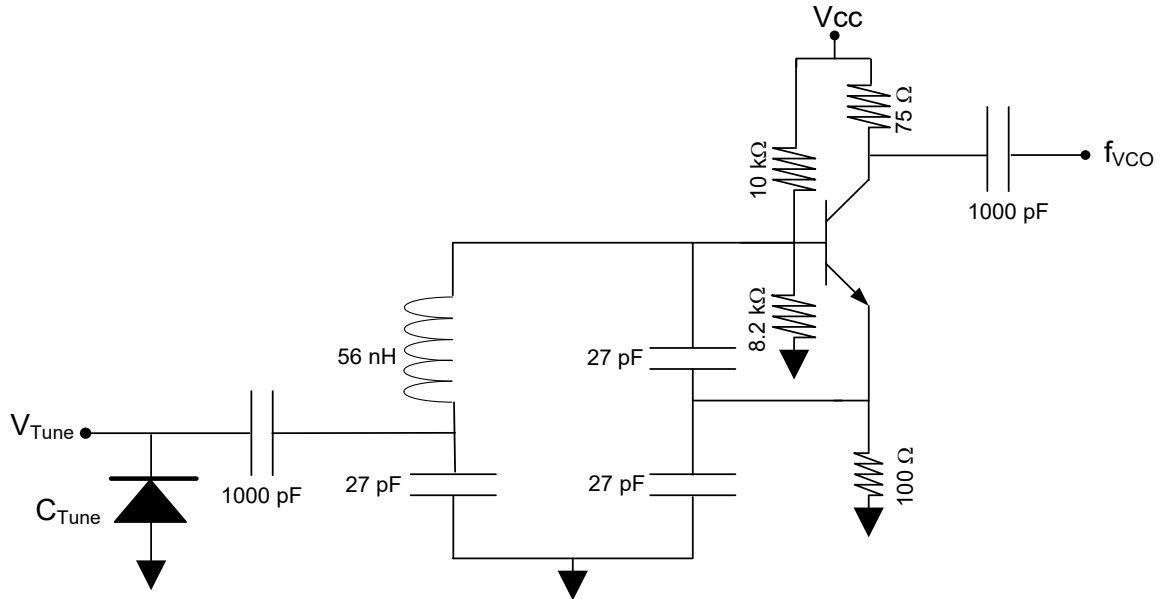 Vcc
75 Ω
10 kΩ
f_VCO
1000 pF
8.2 kΩ
56 nH
27 pF
V_Tune
1000 pF
27 pF
27 pF
100 Ω
C_Tune